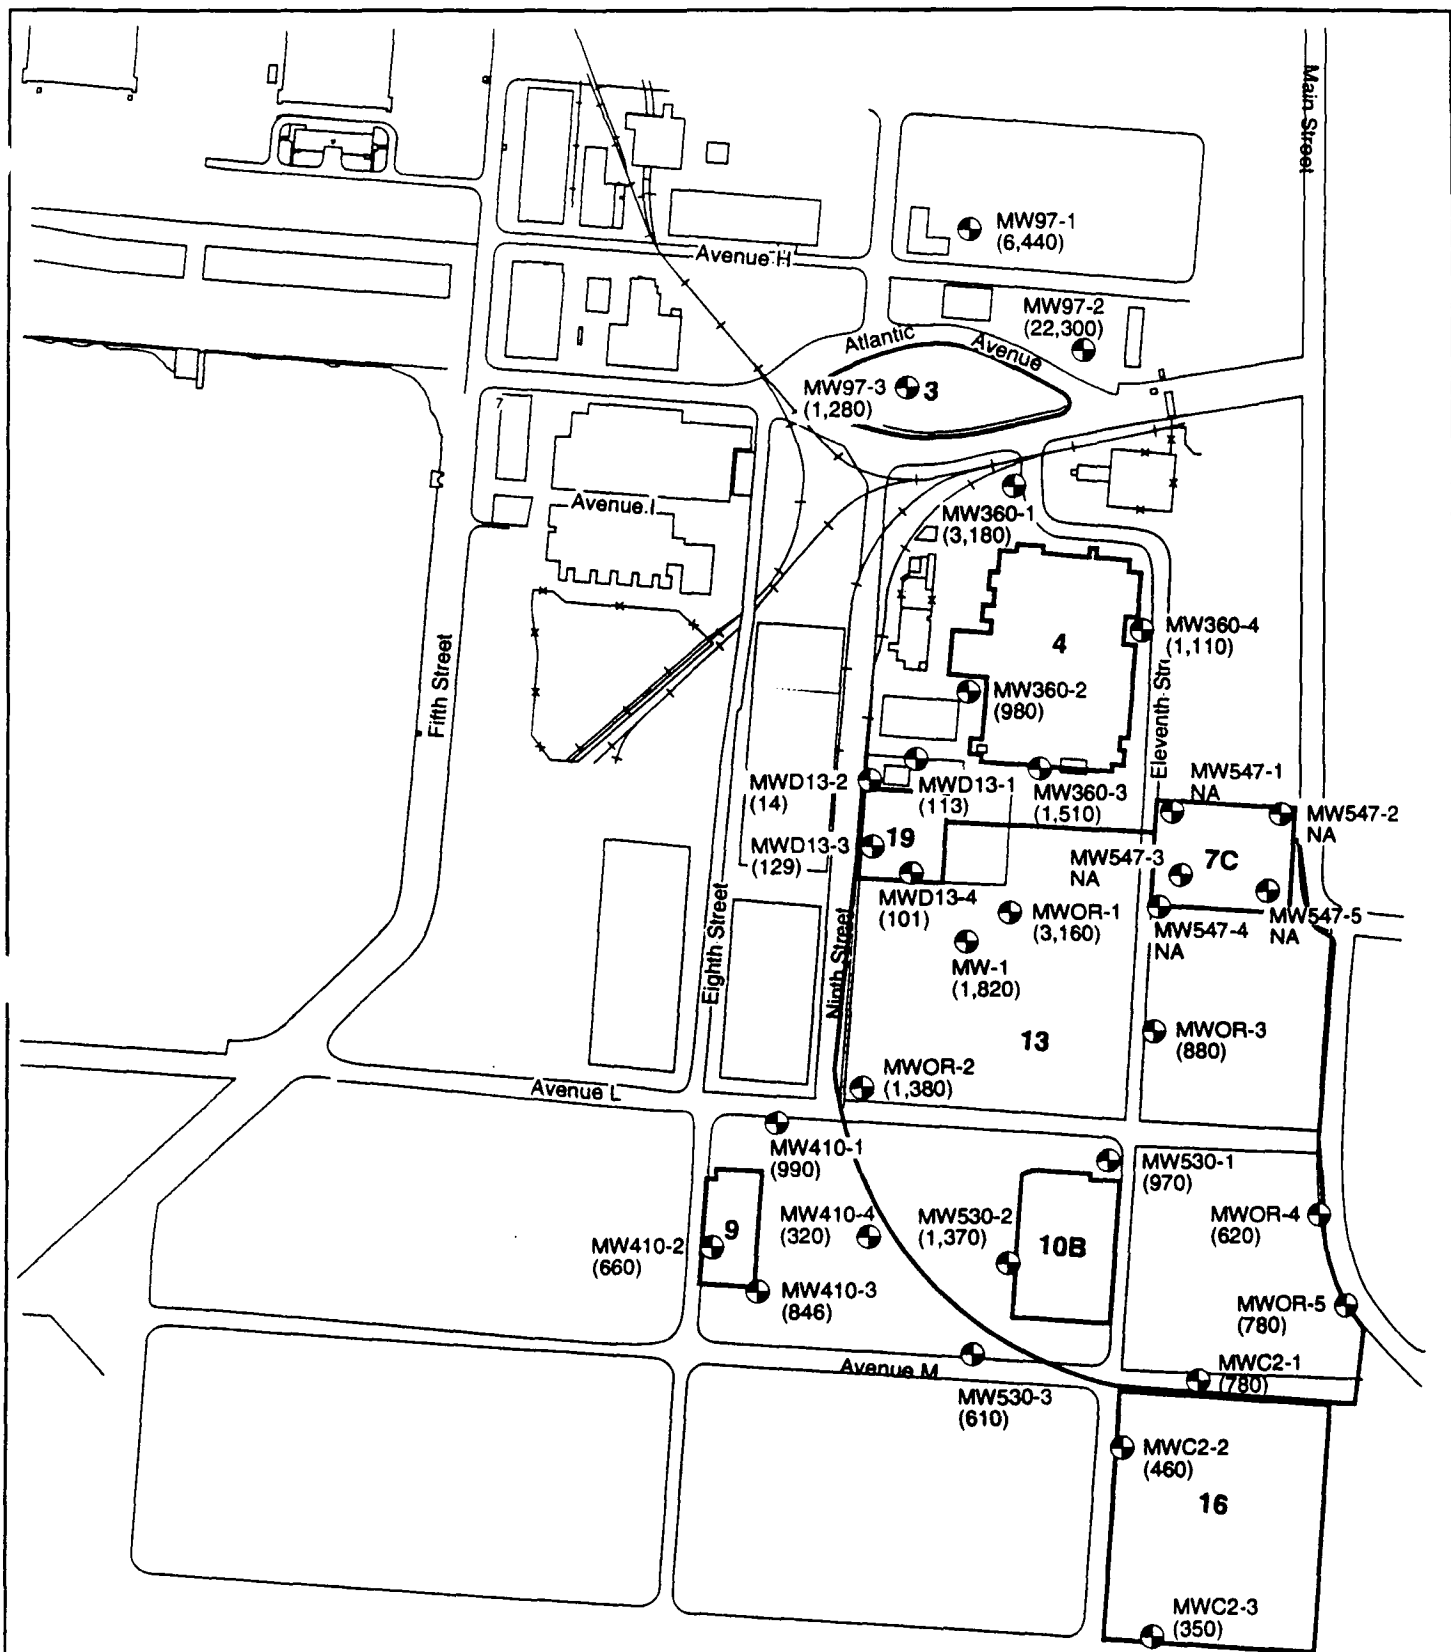 Main Street
MW97-1
(6,440)
Avenue H
MW97-2
(22,300)
Atlantic
Avenue
MW97-3
(1,280)
3
7
Avenue I
MW360-1
(3,180)
Fifth Street
4
MW360-4
(1,110)
MW360-2
(980)
Eleventh Stre
MWD13-2
(14)
MWD13-1
(113)
MW360-3
(1,510)
MW547-1
NA
MW547-2
NA
MWD13-3
(129)
19
MW547-3
NA
7C
MWD13-4
(101)
MWOR-1
(3,160)
MW547-4
NA
MW547-5
NA
Eighth Street
Ninth Street
MW-1
(1,820)
13
MWOR-3
(880)
MWOR-2
(1,380)
Avenue L
MW410-1
(990)
MW530-1
(970)
9
MW410-4
(320)
MW530-2
(1,370)
10B
MWOR-4
(620)
MW410-2
(660)
MW410-3
(846)
MWOR-5
(780)
Avenue M
MWC2-1
(780)
MW530-3
(610)
MWC2-2
(460)
16
MWC2-3
(350)